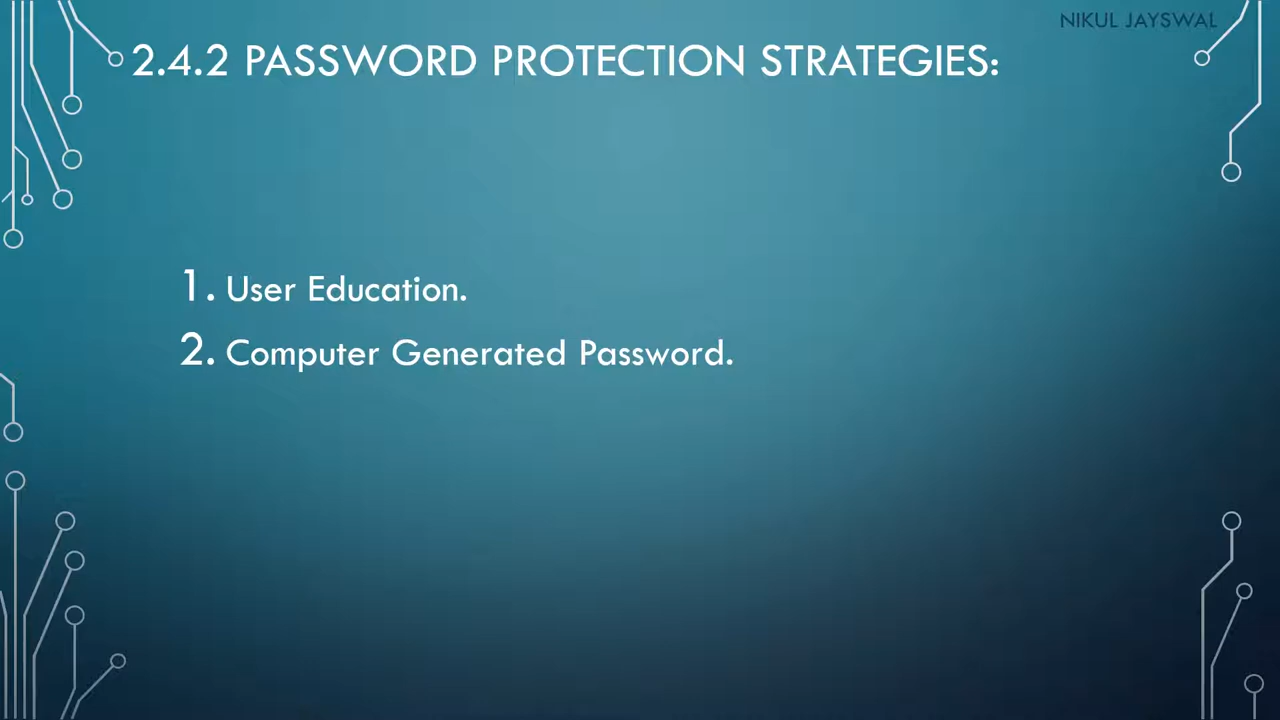 NIKUL JAYSWAL
2.4.2 PASSWORD PROTECTION STRATEGIES:
1. User Education.
2. Computer Generated Password.